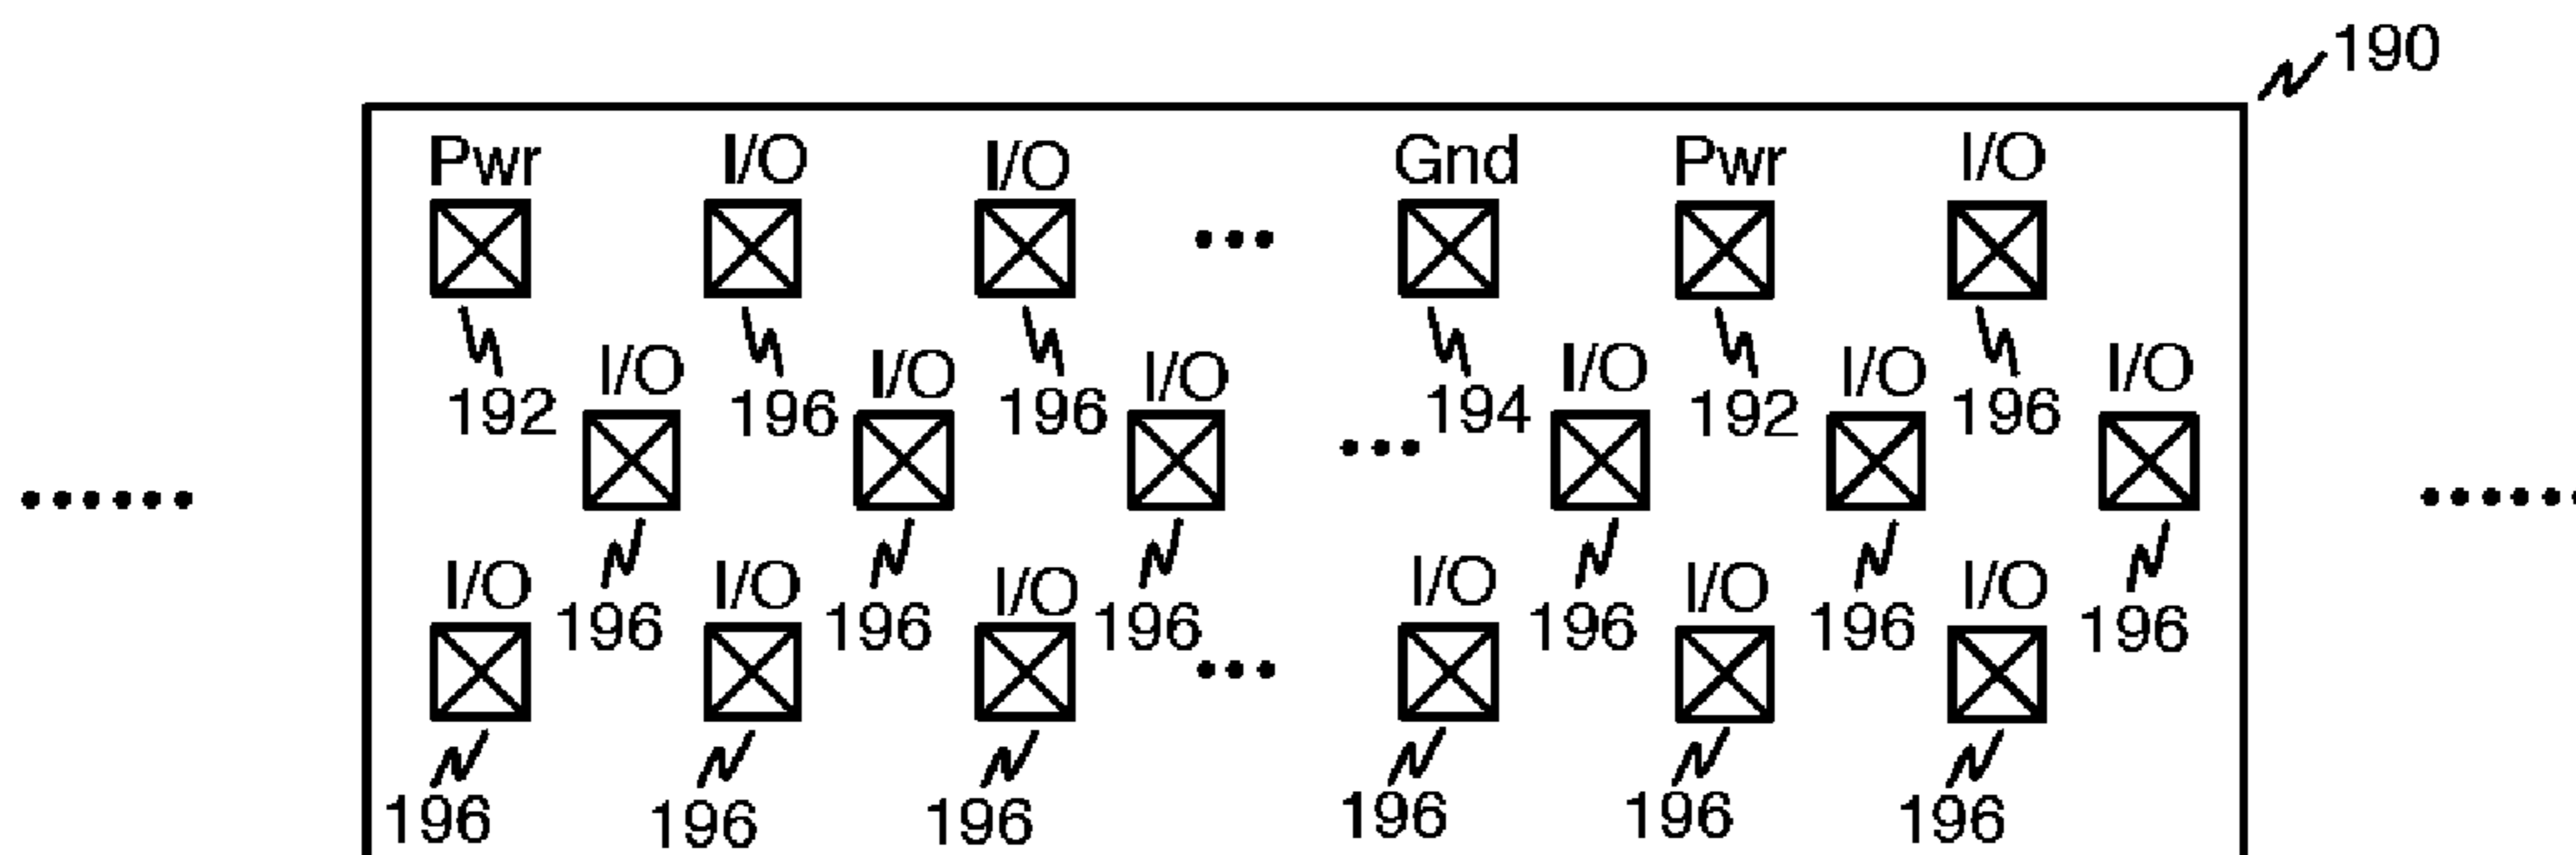 190
Pwr I/O I/O Gnd Pwr I/O
... 
I/O I/O I/O I/O I/O I/O
192 196 196 194 192 196
...
...... ......
I/O I/O I/O I/O I/O I/O
196 196 196 196 196 196
...
196 196 196 196 196 196